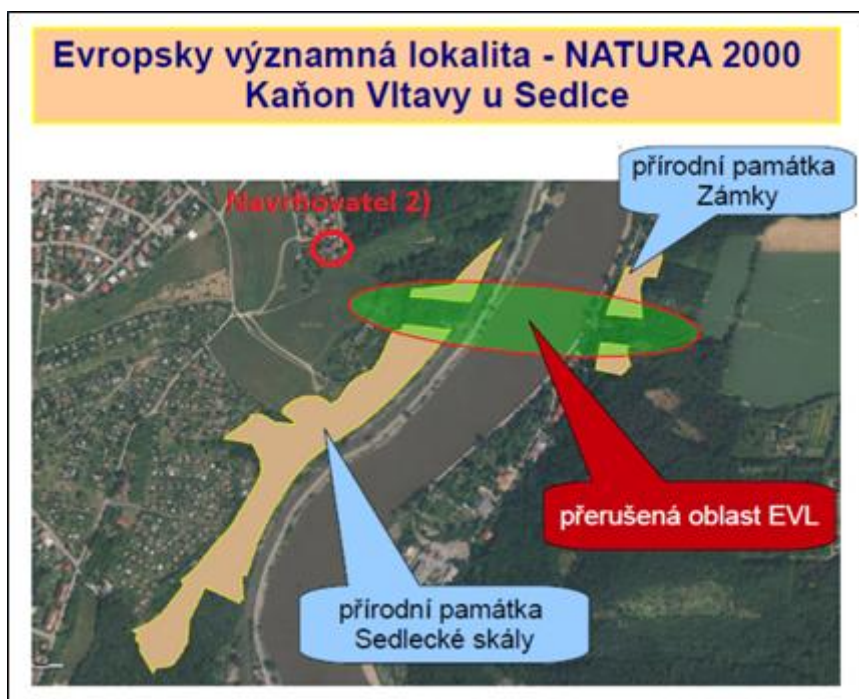 Evropsky významná lokalita - NATURA 2000
Kaňon Vltavy u Sedlce
přírodní památka
Zámky
Navrhovatel 2)
přerušená oblast EVL
přírodní památka
Sedlecké skály